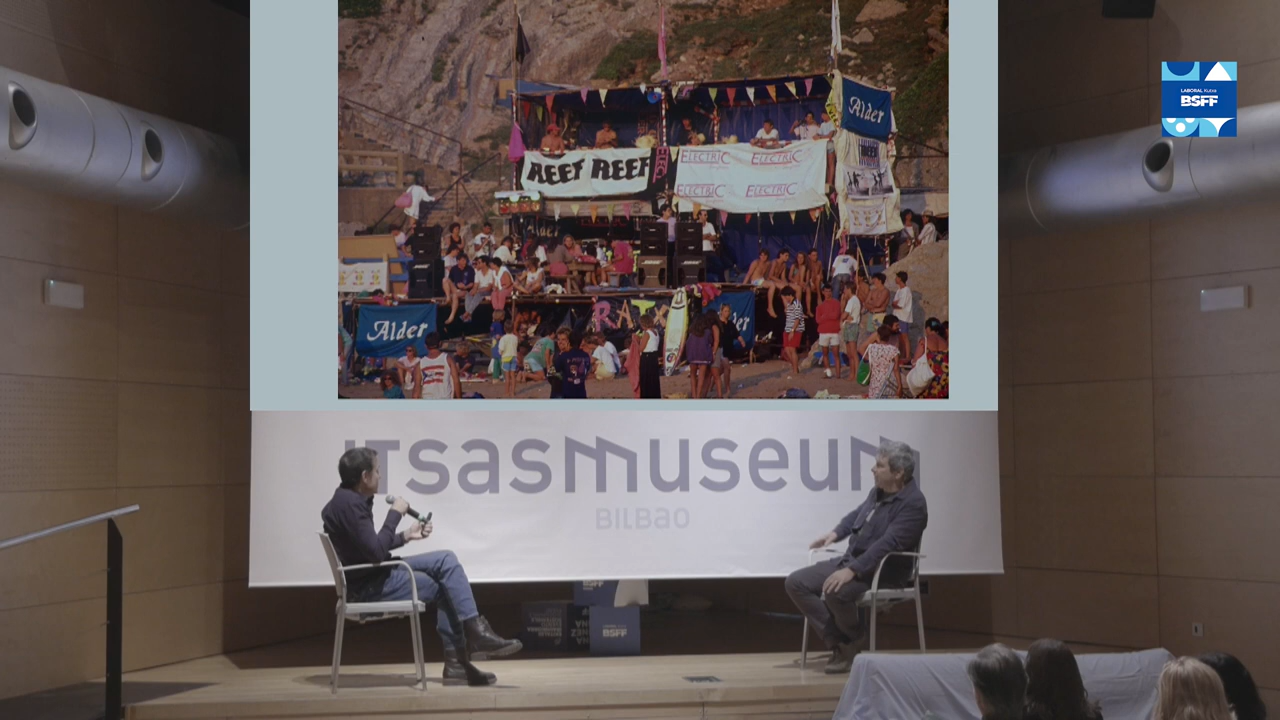 LABORAL Kutxa
BSFF
Alder
REEF REEF
ELECTRIC ELECTRIC
ELECTRIC ELECTRIC
Alder
ITSASMUSEUM
BILBAO
BSFF